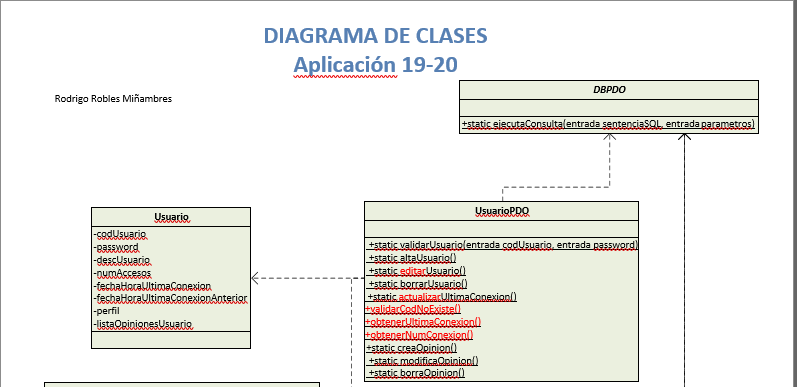 DIAGRAMA DE CLASES
Aplicación 19-20
Rodrigo Robles Miñambres
DBPDO
+static ejecutaConsulta(entrada sentenciaSQL, entrada parametros)
Usuario
-codUsuario
-password
-descUsuario
-numAccesos
-fechaHoraUltimaConexion
-fechaHoraUltimaConexionAnterior
-perfil
-listaOpinionesUsuario
UsuarioPDO
+static validarUsuario(entrada codUsuario, entrada password)
+static altaUsuario()
+static editarUsuario()
+static borrarUsuario()
+static actualizarUltimaConexion()
+validarCodNoExiste()
+obtenerUltimaConexion()
+obtenerNumConexion()
+static creaOpinion()
+static modificaOpinion()
+static borraOpinion()